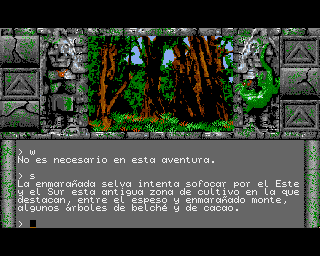 > w
No es necesario en esta aventura.
> s
La enmarañada selva intenta sofocar por el Este
y el Sur esta antigua zona de cultivo en la que
destacan, entre el espeso y enmarañado monte,
algunos árboles de belché y de cacao.
>